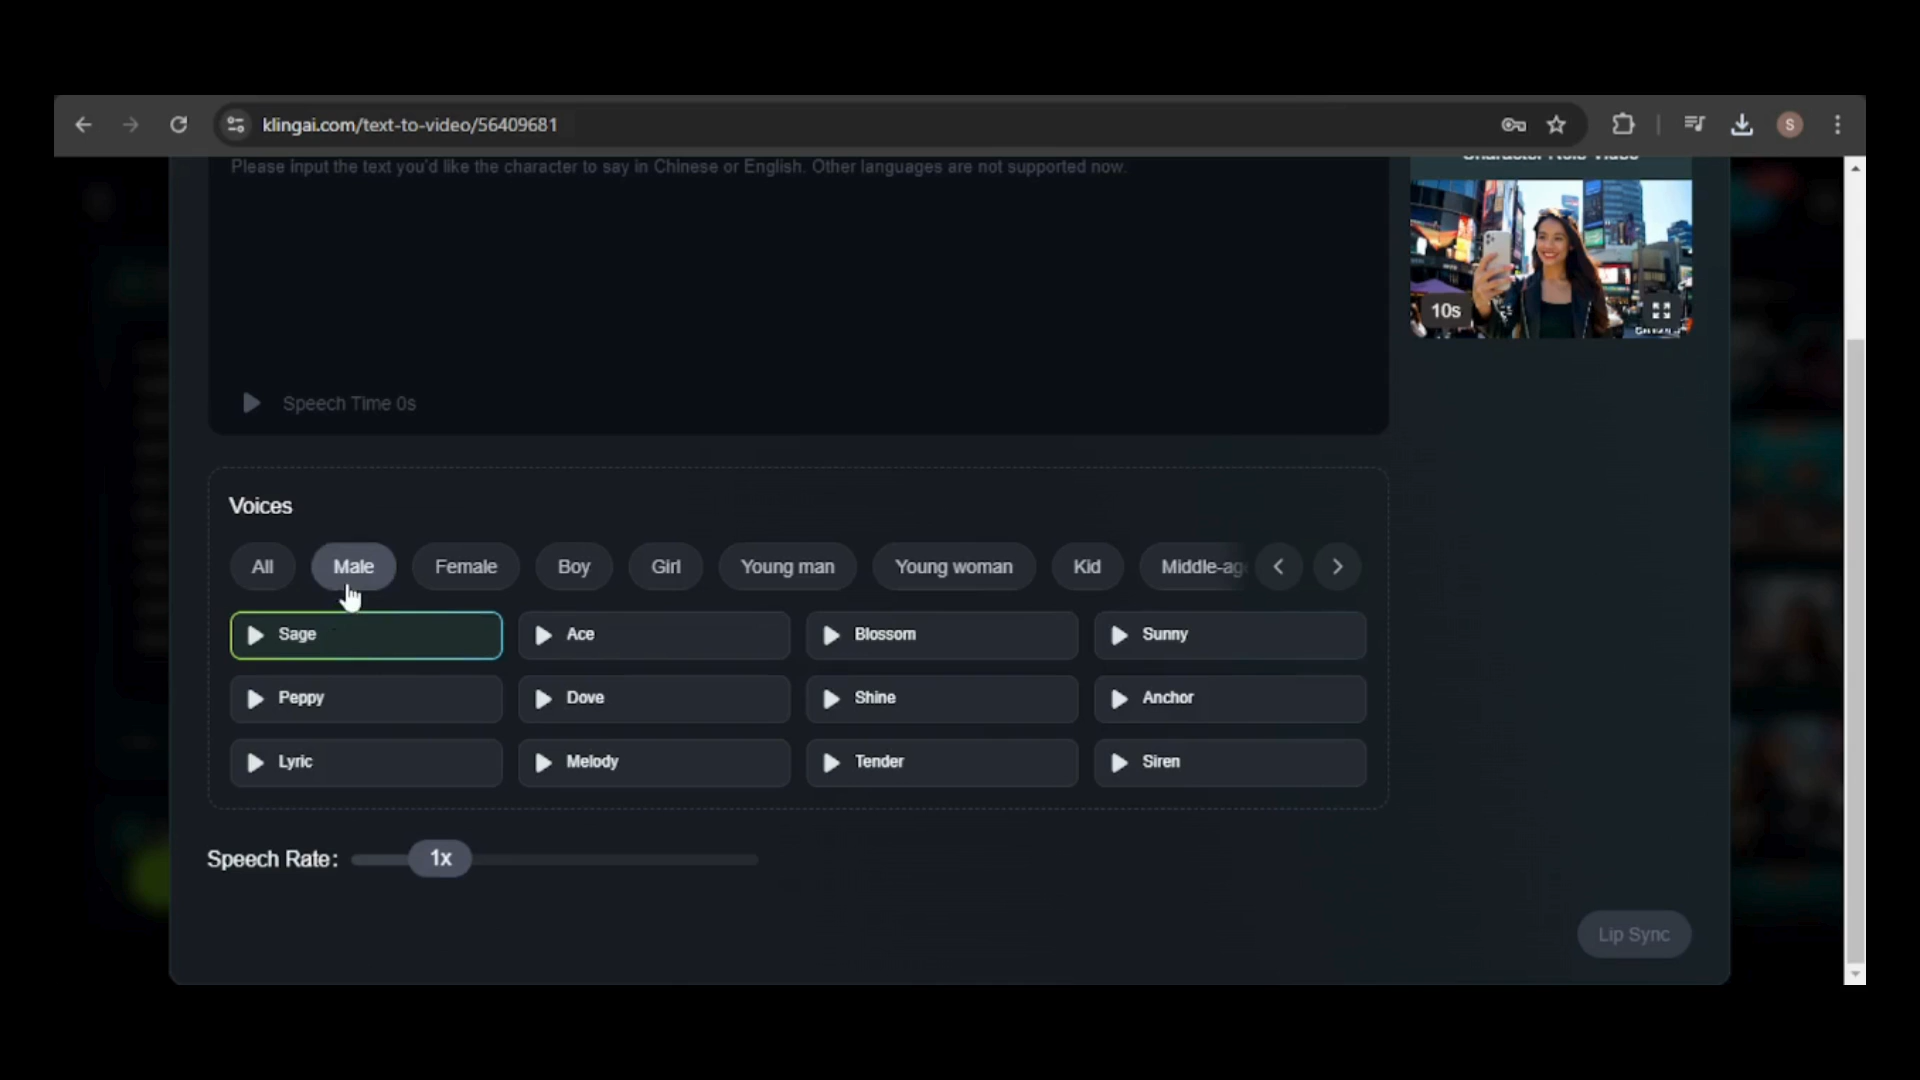 klingai.com/text-to-video/56409681
S
Please input the text you'd like the character to say in Chinese or English. Other languages are not supported now.
Character Role Video
10s
Speech Time 0s
Voices
All Male Female Boy Girl Young man Young woman Kid Middle-ag
Sage Ace Blossom Sunny
Peppy Dove Shine Anchor
Lyric Melody Tender Siren
Speech Rate: 1x
Lip Sync